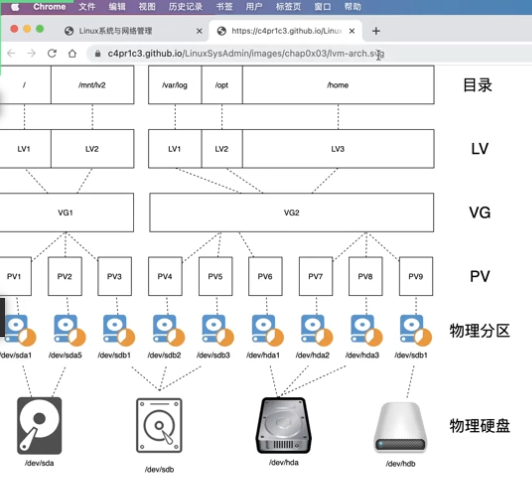 Chrome 文件 编辑 视图 历史记录 书签 资料 标签页 窗口 帮助
Linux系统与网络管理
https://c4pr1c3.github.io/Linux
c4pr1c3.github.io/LinuxSysAdmin/images/chap0x03/lvm-arch.svg
/ /mnt/lv2 /var/log /opt /home 目录
LV1 LV2 LV1 LV2 LV3 LV
VG1 VG2 VG
PV1 PV2 PV3 PV4 PV5 PV6 PV7 PV8 PV9 PV
物理分区
/dev/sda1 /dev/sda5 /dev/sdb1 /dev/sdb2 /dev/sdb3 /dev/hda1 /dev/hda2 /dev/hda3 /dev/sdb1
物理硬盘
/dev/sda /dev/sdb /dev/hda /dev/hdb